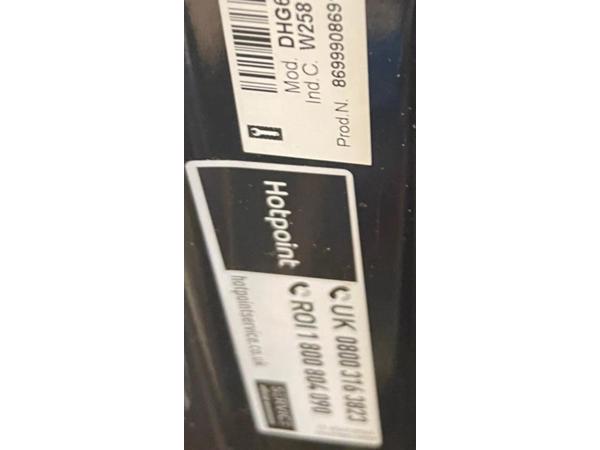 Mod. DHG6
Ind.C. W258
Prod.N. 869990869
Hotpoint
UK 0800 316 3823
ROI 1 800 804 090
hotpointservice.co.uk
SERVICE